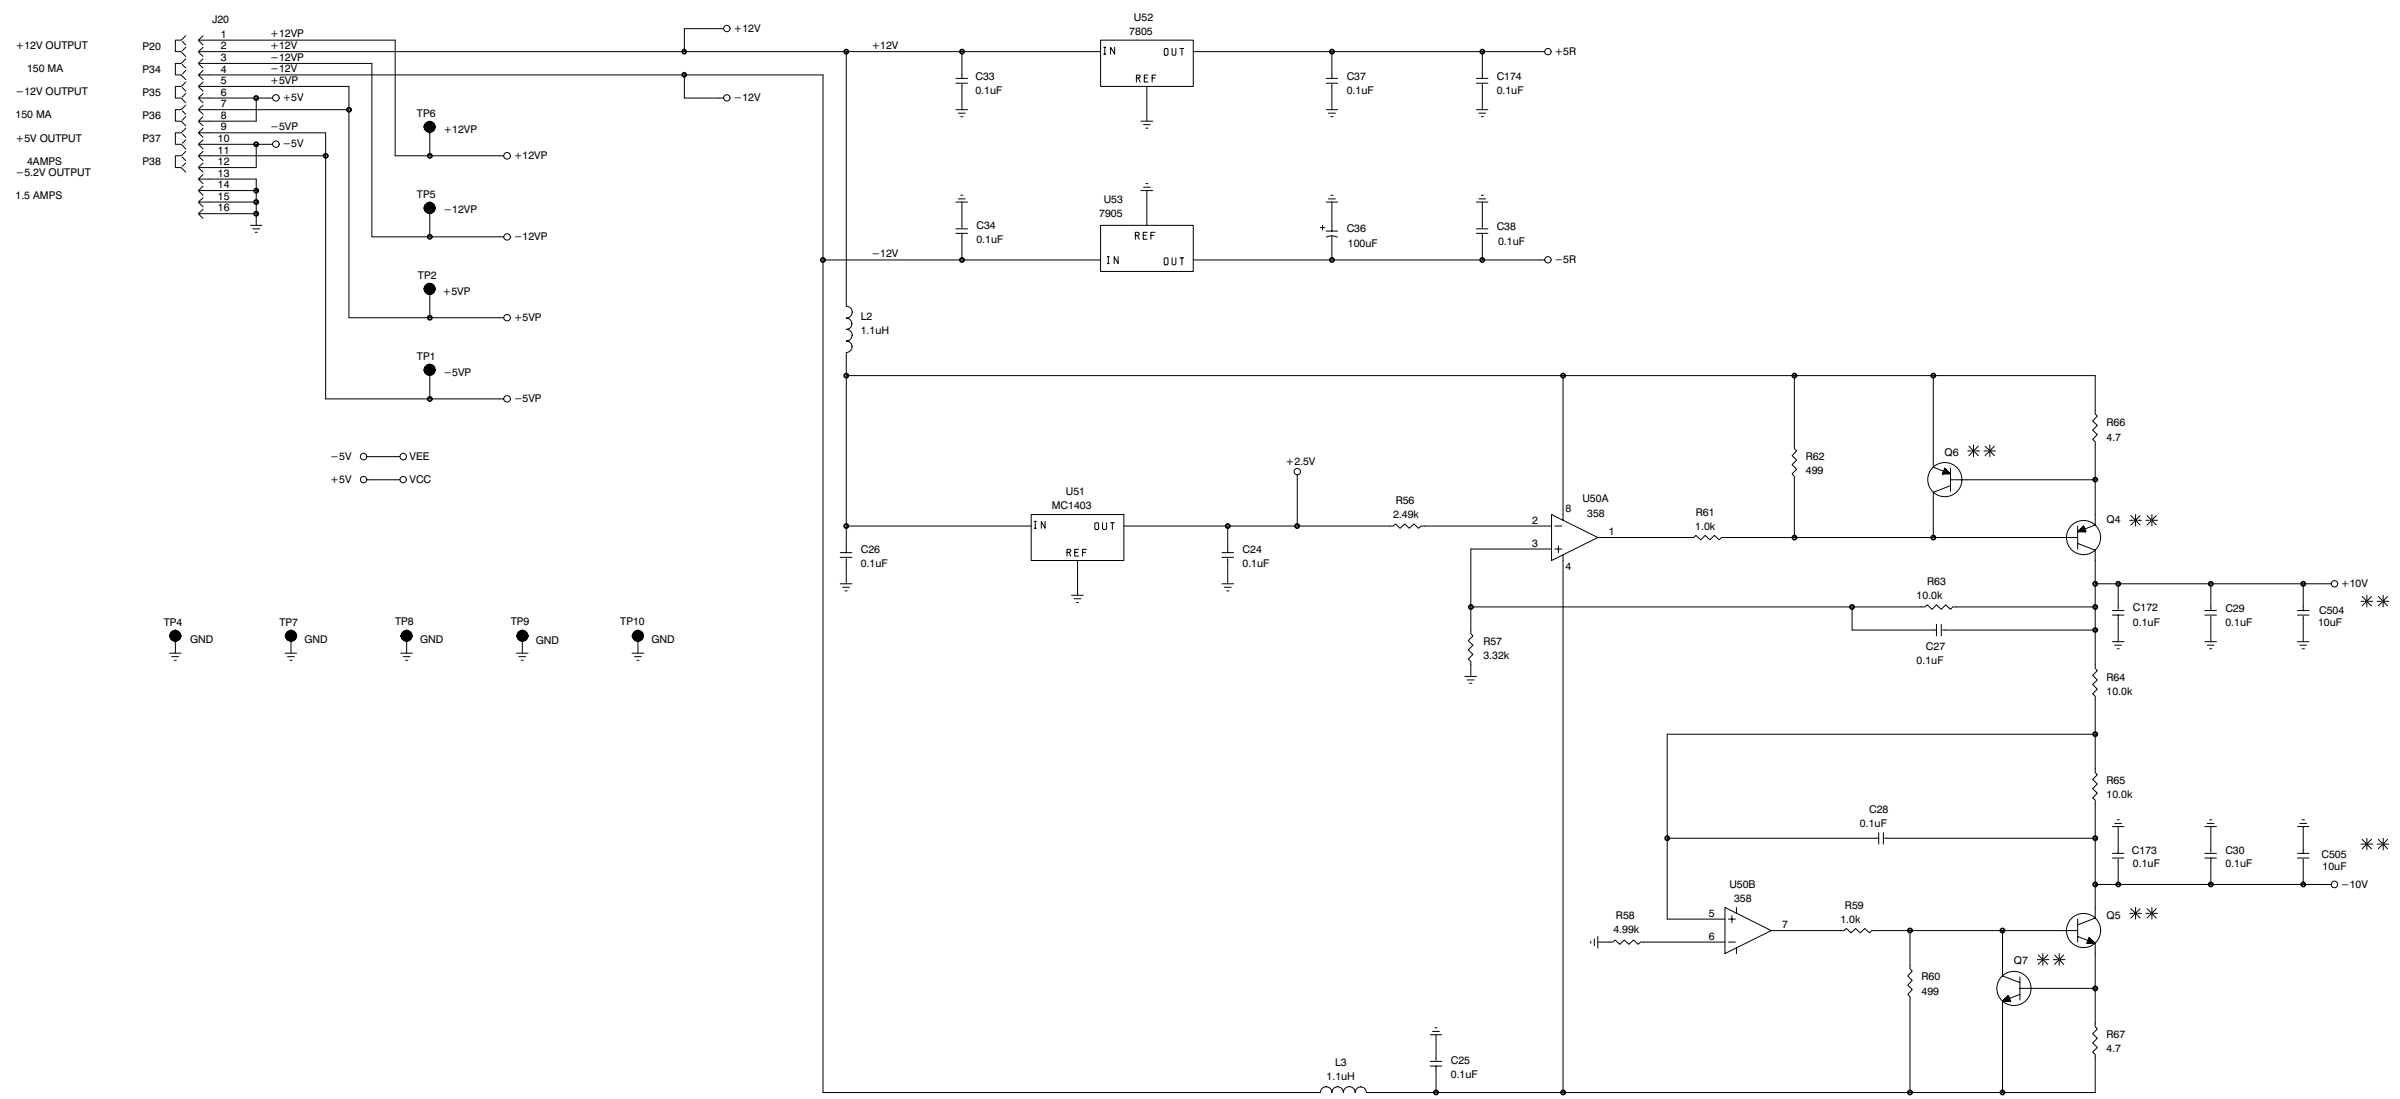 J20
+12V OUTPUT
150 MA
−12V OUTPUT
150 MA
+5V OUTPUT
4AMPS
−5.2V OUTPUT
1.5 AMPS
P20
P34
P35
P36
P37
P38
1 +12VP
2 +12V
3 −12VP
4 −12V
5 +5VP
6 +5V
7
8
9 −5VP
10 −5V
11
12
13
14
15
16
+12V
−12V
TP6
+12VP
+12VP
TP5
−12VP
−12VP
TP2
+5VP
+5VP
TP1
−5VP
−5VP
−5V VEE
+5V VCC
TP4 GND
TP7 GND
TP8 GND
TP9 GND
TP10 GND
+12V
C33
0.1uF
U52
7805
IN OUT
REF
C37
0.1uF
C174
0.1uF
+5R
−12V
C34
0.1uF
U53
7905
REF
IN OUT
+
C36
100uF
C38
0.1uF
−5R
L2
1.1uH
C26
0.1uF
U51
MC1403
IN OUT
REF
C24
0.1uF
+2.5V
R56
2.49k
2
3
−
+
8
4
U50A
358
1
R61
1.0k
R62
499
Q6 **
R66
4.7
Q4 **
R57
3.32k
R63
10.0k
C27
0.1uF
+10V
**
C172
0.1uF
C29
0.1uF
C504
10uF
R64
10.0k
R65
10.0k
C28
0.1uF
C173
0.1uF
C30
0.1uF
C505
10uF
**
−10V
U50B
358
5
6
+
−
7
R58
4.99k
R59
1.0k
Q5 **
Q7 **
R60
499
R67
4.7
L3
1.1uH
C25
0.1uF